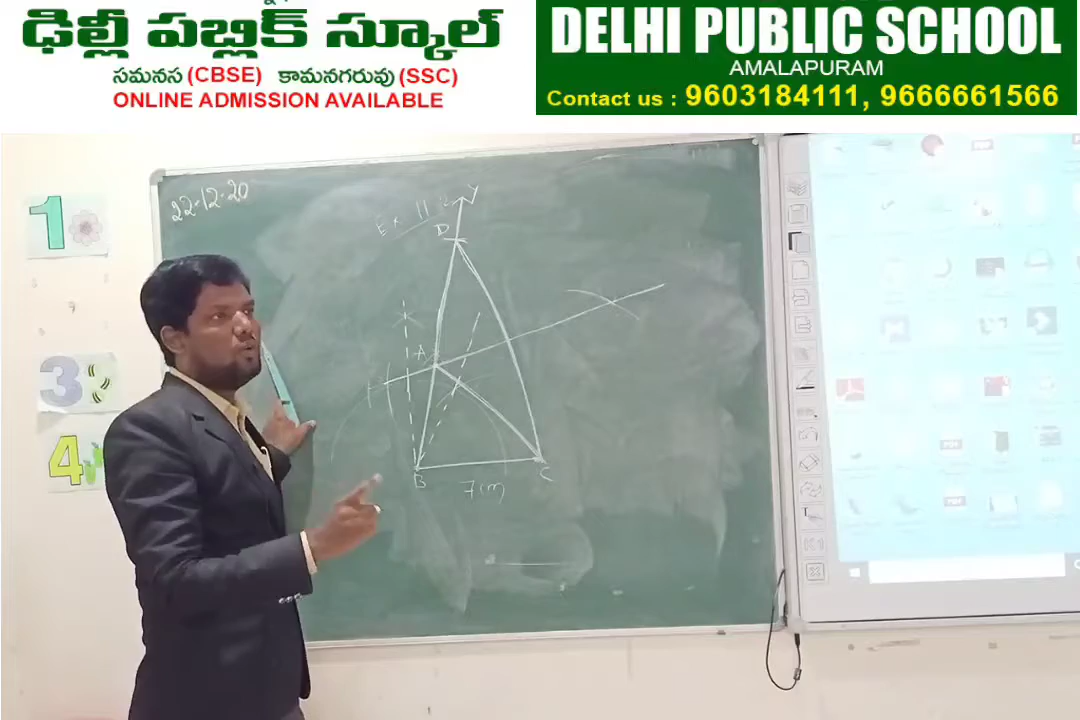 ఢిల్లీ పబ్లిక్ స్కూల్
సమనస (CBSE) కామనగరువు (SSC)
ONLINE ADMISSION AVAILABLE
DELHI PUBLIC SCHOOL
AMALAPURAM
Contact us : 9603184111, 9666661566
22-12-20
Ex 11.2
Y
D
A
B
C
7cm
1
3
4